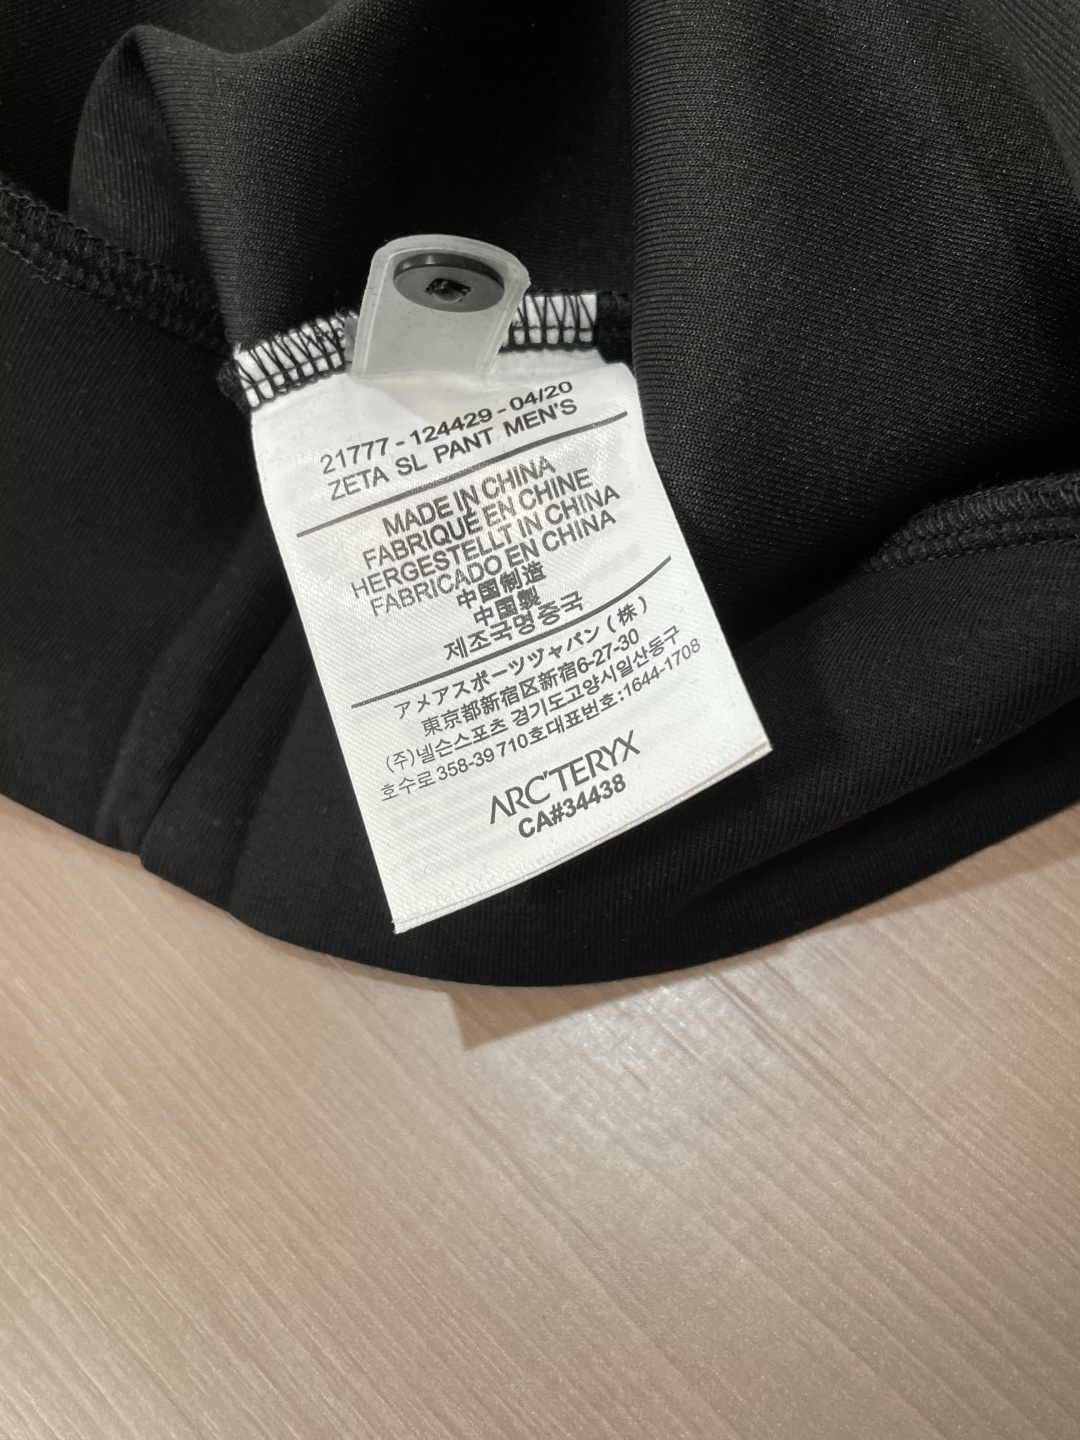 21777 - 124429 - 04/20
ZETA SL PANT MEN'S
MADE IN CHINA
FABRIQUÉ EN CHINE
HERGESTELLT IN CHINA
FABRICADO EN CHINA
中国制造
中国製
제조국명중국
アメアスポーツヅャパン(株)
東京都新宿区新宿6-27-30
(주)넬슨스포츠 경기도고양시일산동구
호수로358-39 710호대표번호:1644-1708
ARC'TERYX
CA#34438